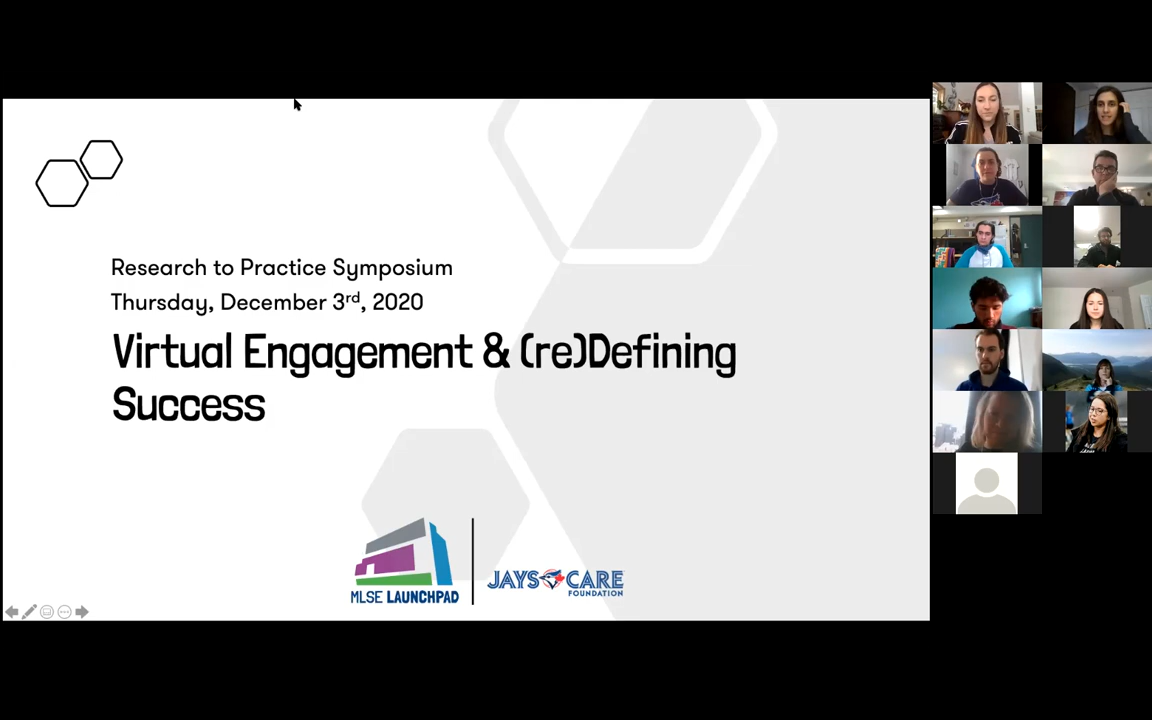 Research to Practice Symposium
Thursday, December 3rd, 2020
Virtual Engagement & (re)Defining
Success
MLSE LAUNCHPAD
JAYS CARE
FOUNDATION